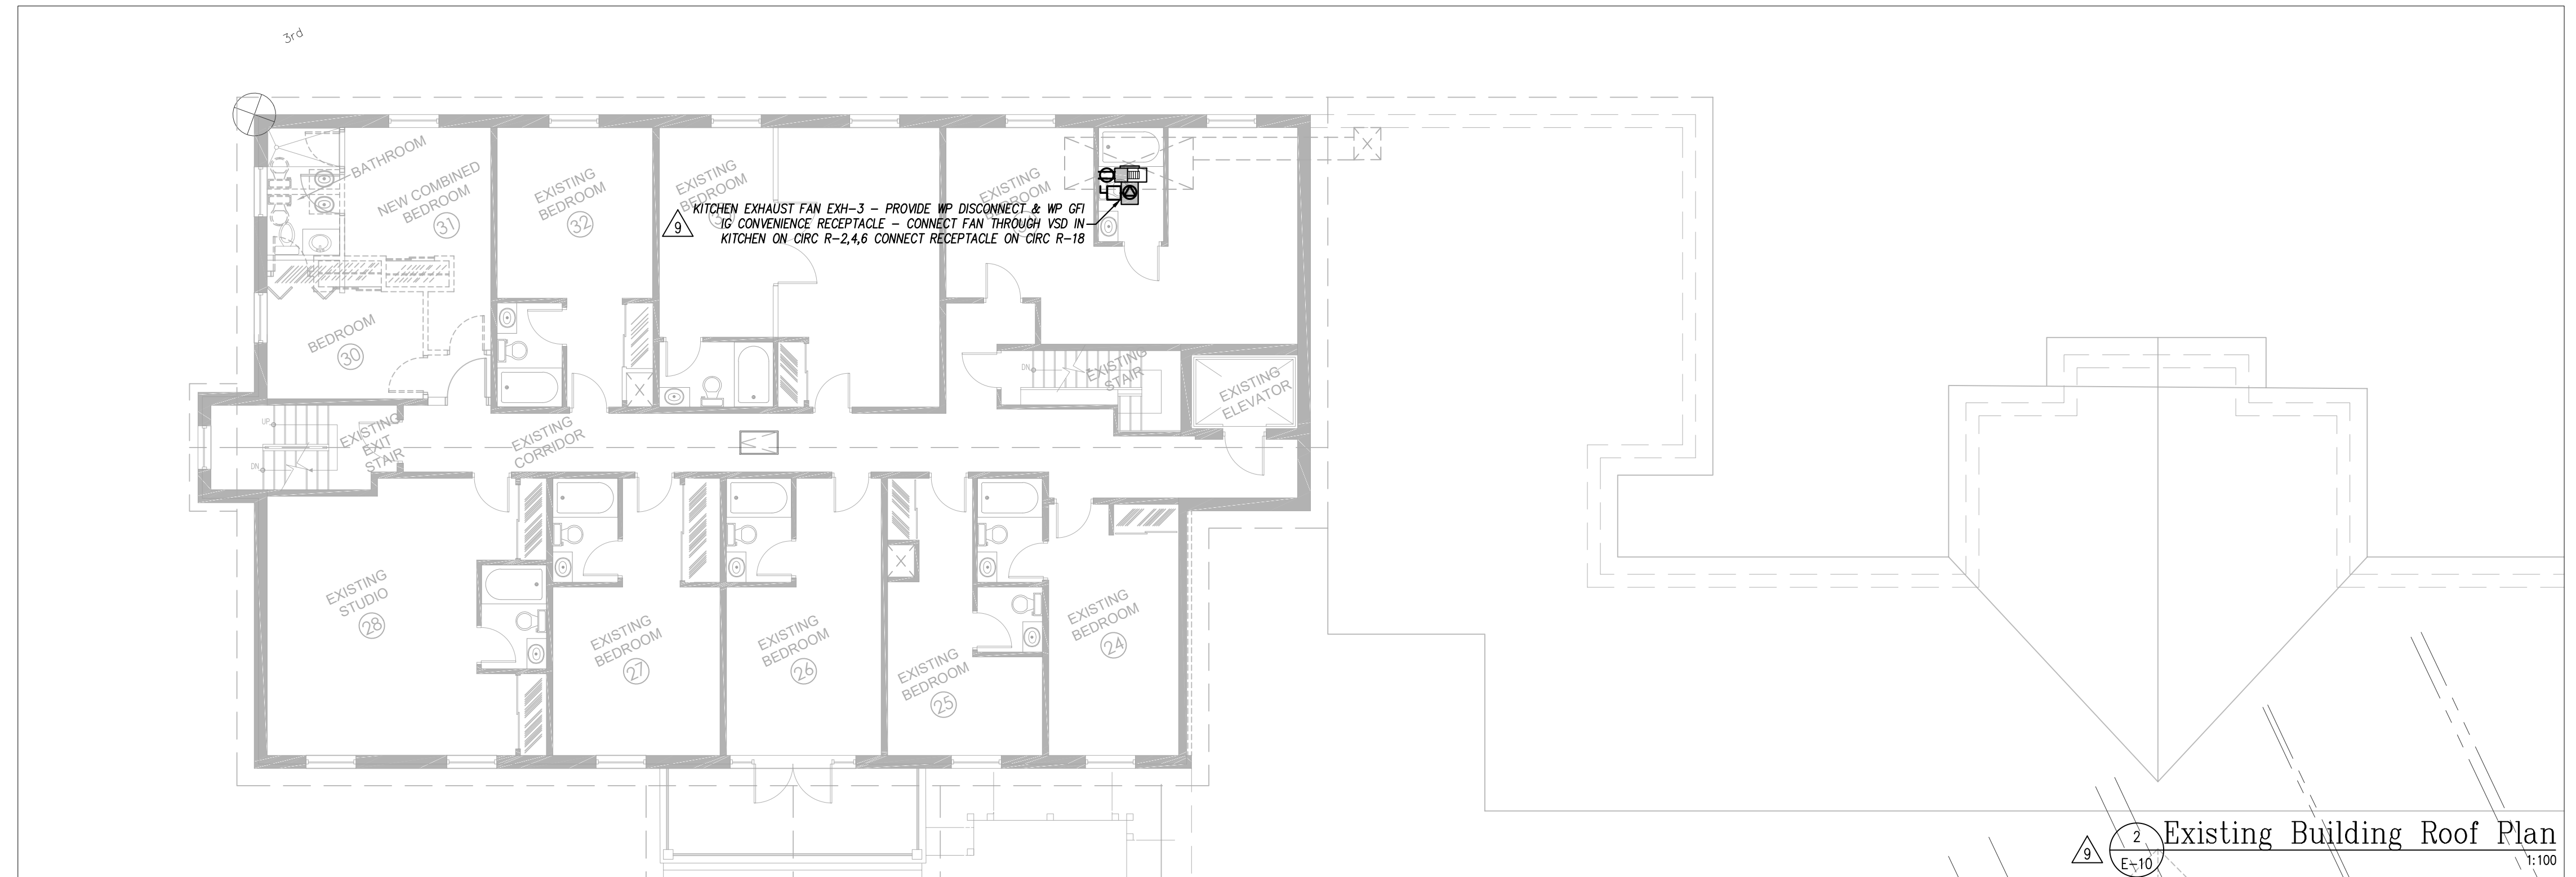 3rd
BATHROOM
NEW COMBINED
BEDROOM
31
EXISTING
BEDROOM
32
EXISTING
BEDROOM
EXISTING
BEDROOM
9
KITCHEN EXHAUST FAN EXH-3 - PROVIDE WP DISCONNECT & WP GFI
IG CONVENIENCE RECEPTACLE - CONNECT FAN THROUGH VSD IN
KITCHEN ON CIRC R-2,4,6 CONNECT RECEPTACLE ON CIRC R-18
BEDROOM
30
DN
EXISTING
STAIR
EXISTING
ELEVATOR
UP
DN
EXISTING
EXIT
STAIR
EXISTING
CORRIDOR
EXISTING
STUDIO
28
EXISTING
BEDROOM
27
EXISTING
BEDROOM
26
EXISTING
BEDROOM
25
EXISTING
BEDROOM
24
9
2
E-10
Existing Building Roof Plan
1:100